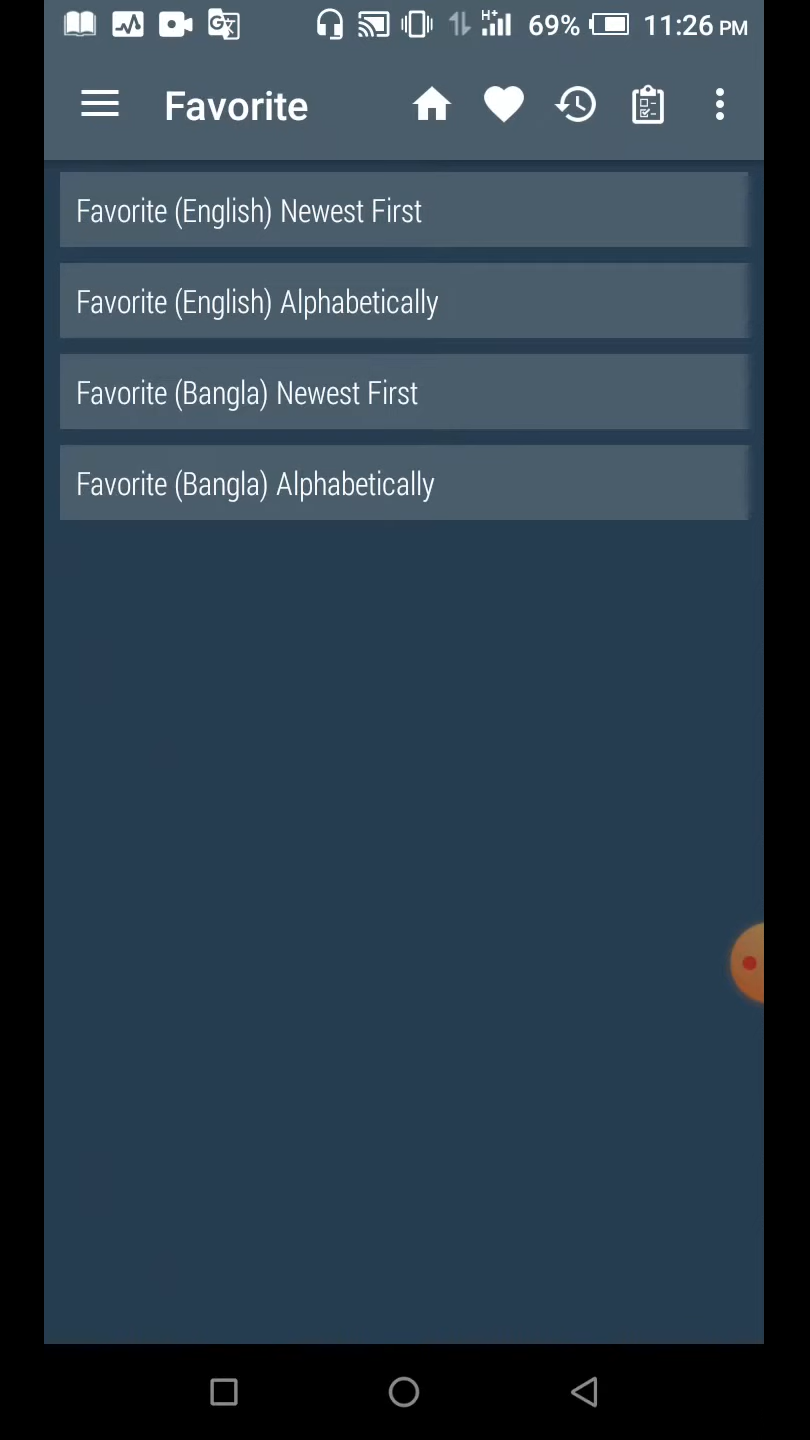 69% 11:26 PM
Favorite
Favorite (English) Newest First
Favorite (English) Alphabetically
Favorite (Bangla) Newest First
Favorite (Bangla) Alphabetically